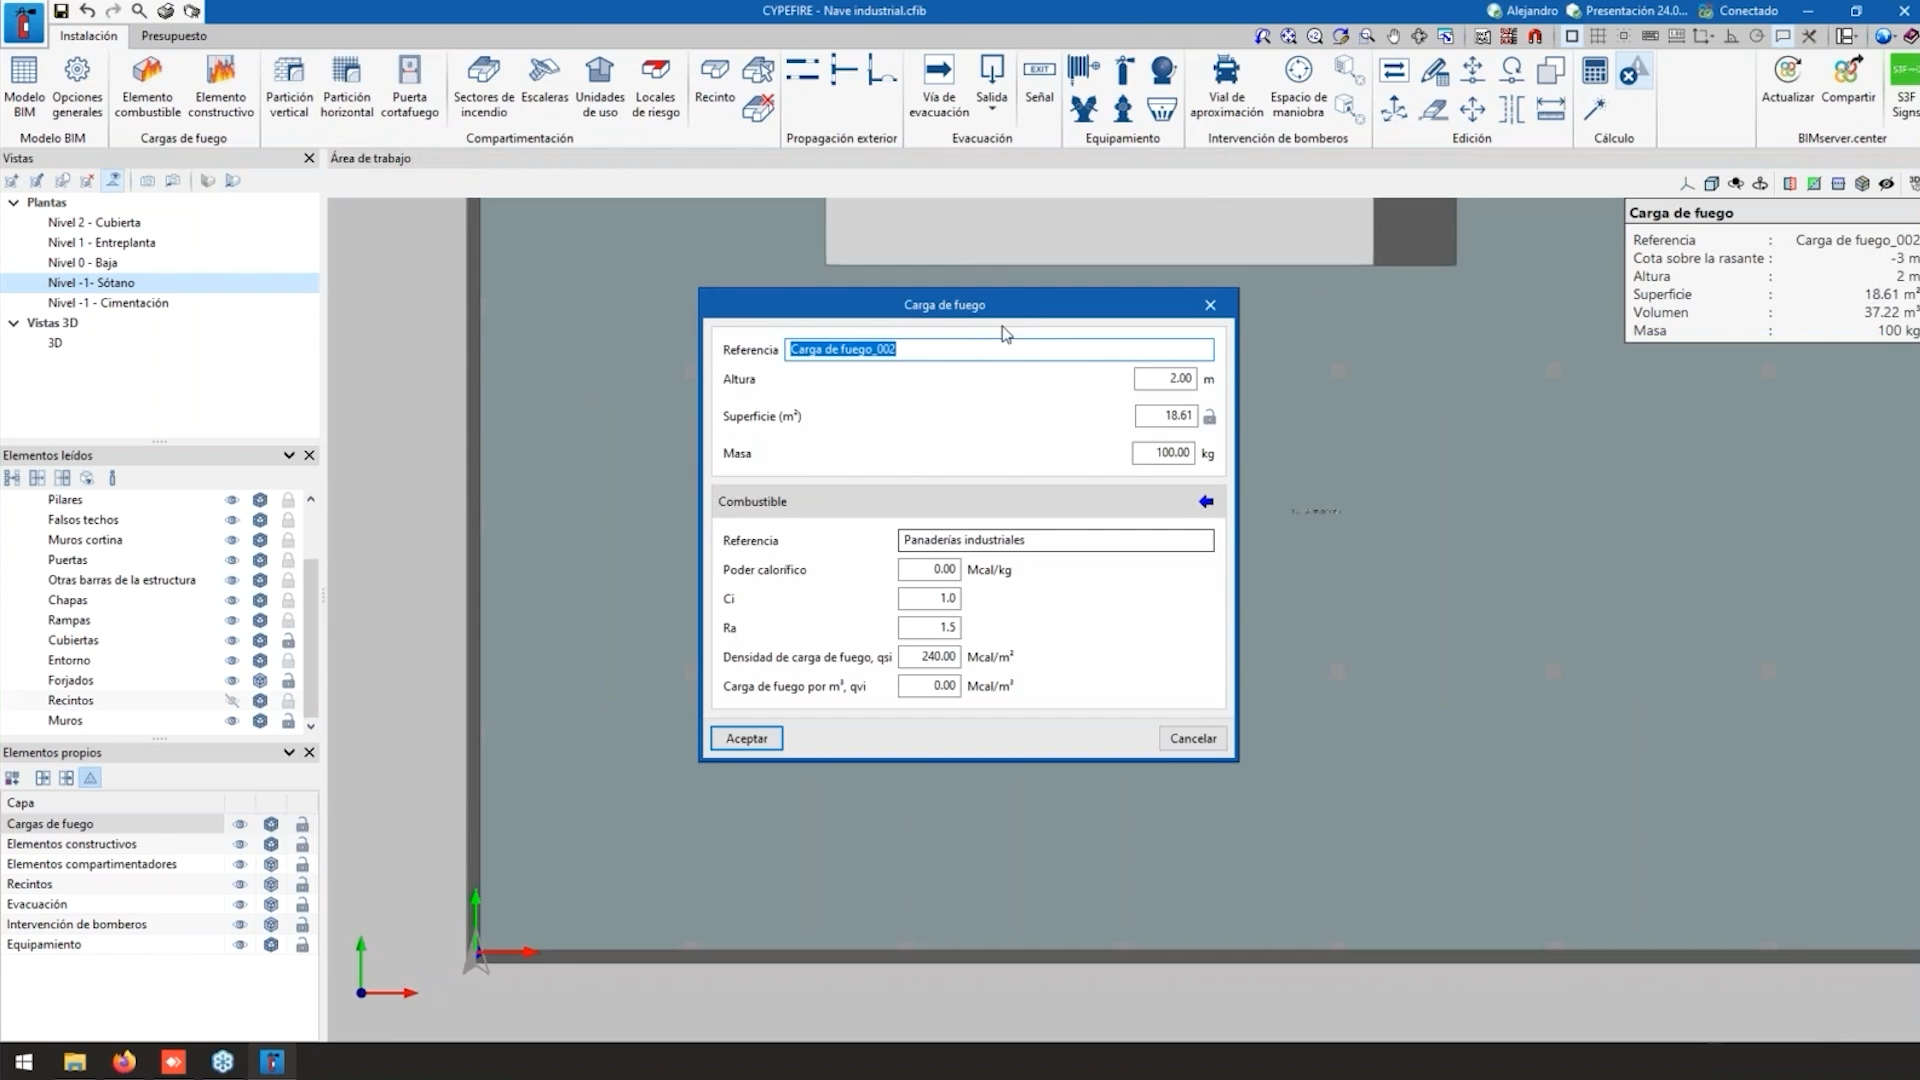 CYPEFIRE - Nave industrial.cfib
Alejandro
Presentación 24.0...
Conectado
Instalación
Presupuesto
Modelo BIM
Opciones generales
Elemento combustible
Elemento constructivo
Partición vertical
Partición horizontal
Puerta cortafuego
Sectores de incendio
Escaleras
Unidades de uso
Locales de riesgo
Recinto
Vía de evacuación
Salida
EXIT
Señal
Vial de aproximación
Espacio de maniobra
Actualizar
Compartir
S3F Signs
Modelo BIM
Cargas de fuego
Compartimentación
Propagación exterior
Evacuación
Equipamiento
Intervención de bomberos
Edición
Cálculo
BIMserver.center
Vistas
Área de trabajo
Plantas
Nivel 2 - Cubierta
Nivel 1 - Entreplanta
Nivel 0 - Baja
Nivel -1- Sótano
Nivel -1 - Cimentación
Vistas 3D
3D
Elementos leídos
Pilares
Falsos techos
Muros cortina
Puertas
Otras barras de la estructura
Chapas
Rampas
Cubiertas
Entorno
Forjados
Recintos
Muros
Elementos propios
Capa
Cargas de fuego
Elementos constructivos
Elementos compartimentadores
Recintos
Evacuación
Intervención de bomberos
Equipamiento
Carga de fuego
Referencia Carga de fuego_002
Altura 2.00 m
Superficie (m²) 18.61
Masa 100.00 kg
Combustible
Referencia Panaderías industriales
Poder calorífico 0.00 Mcal/kg
Ci 1.0
Ra 1.5
Densidad de carga de fuego, qsi 240.00 Mcal/m²
Carga de fuego por m³, qvi 0.00 Mcal/m³
Aceptar
Cancelar
Carga de fuego
Referencia : Carga de fuego_002
Cota sobre la rasante : -3 m
Altura : 2 m
Superficie : 18.61 m²
Volumen : 37.22 m³
Masa : 100 kg